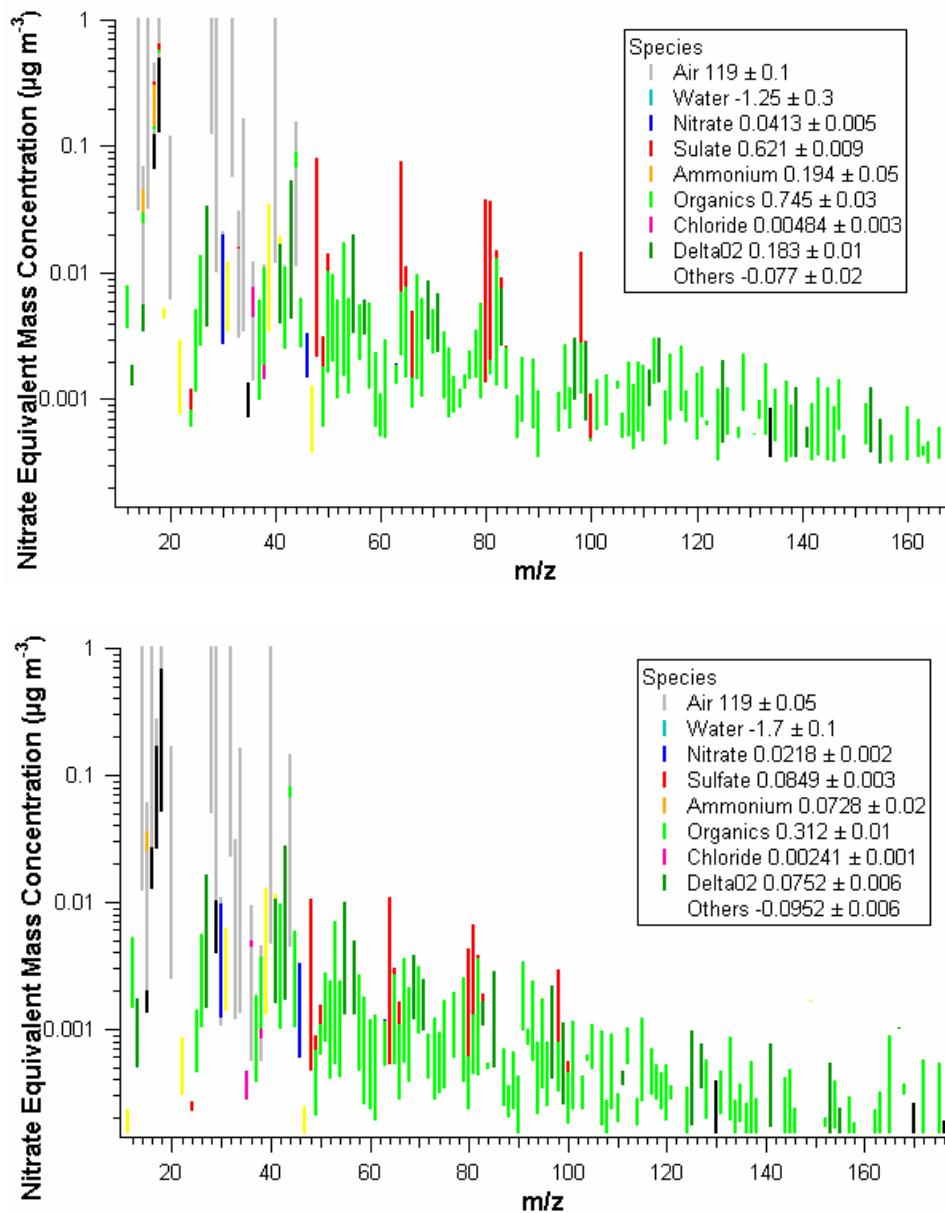 Nitrate Equivalent Mass Concentration (µg m-3)
1
0.1
0.01
0.001
Species
Air 119 ± 0.1
Water -1.25 ± 0.3
Nitrate 0.0413 ± 0.005
Sulate 0.621 ± 0.009
Ammonium 0.194 ± 0.05
Organics 0.745 ± 0.03
Chloride 0.00484 ± 0.003
Delta02 0.183 ± 0.01
Others -0.077 ± 0.02
20 40 60 80 100 120 140 160
m/z
Nitrate Equivalent Mass Concentration (µg m-3)
1
0.1
0.01
0.001
Species
Air 119 ± 0.05
Water -1.7 ± 0.1
Nitrate 0.0218 ± 0.002
Sulfate 0.0849 ± 0.003
Ammonium 0.0728 ± 0.02
Organics 0.312 ± 0.01
Chloride 0.00241 ± 0.001
Delta02 0.0752 ± 0.006
Others -0.0952 ± 0.006
20 40 60 80 100 120 140 160
m/z